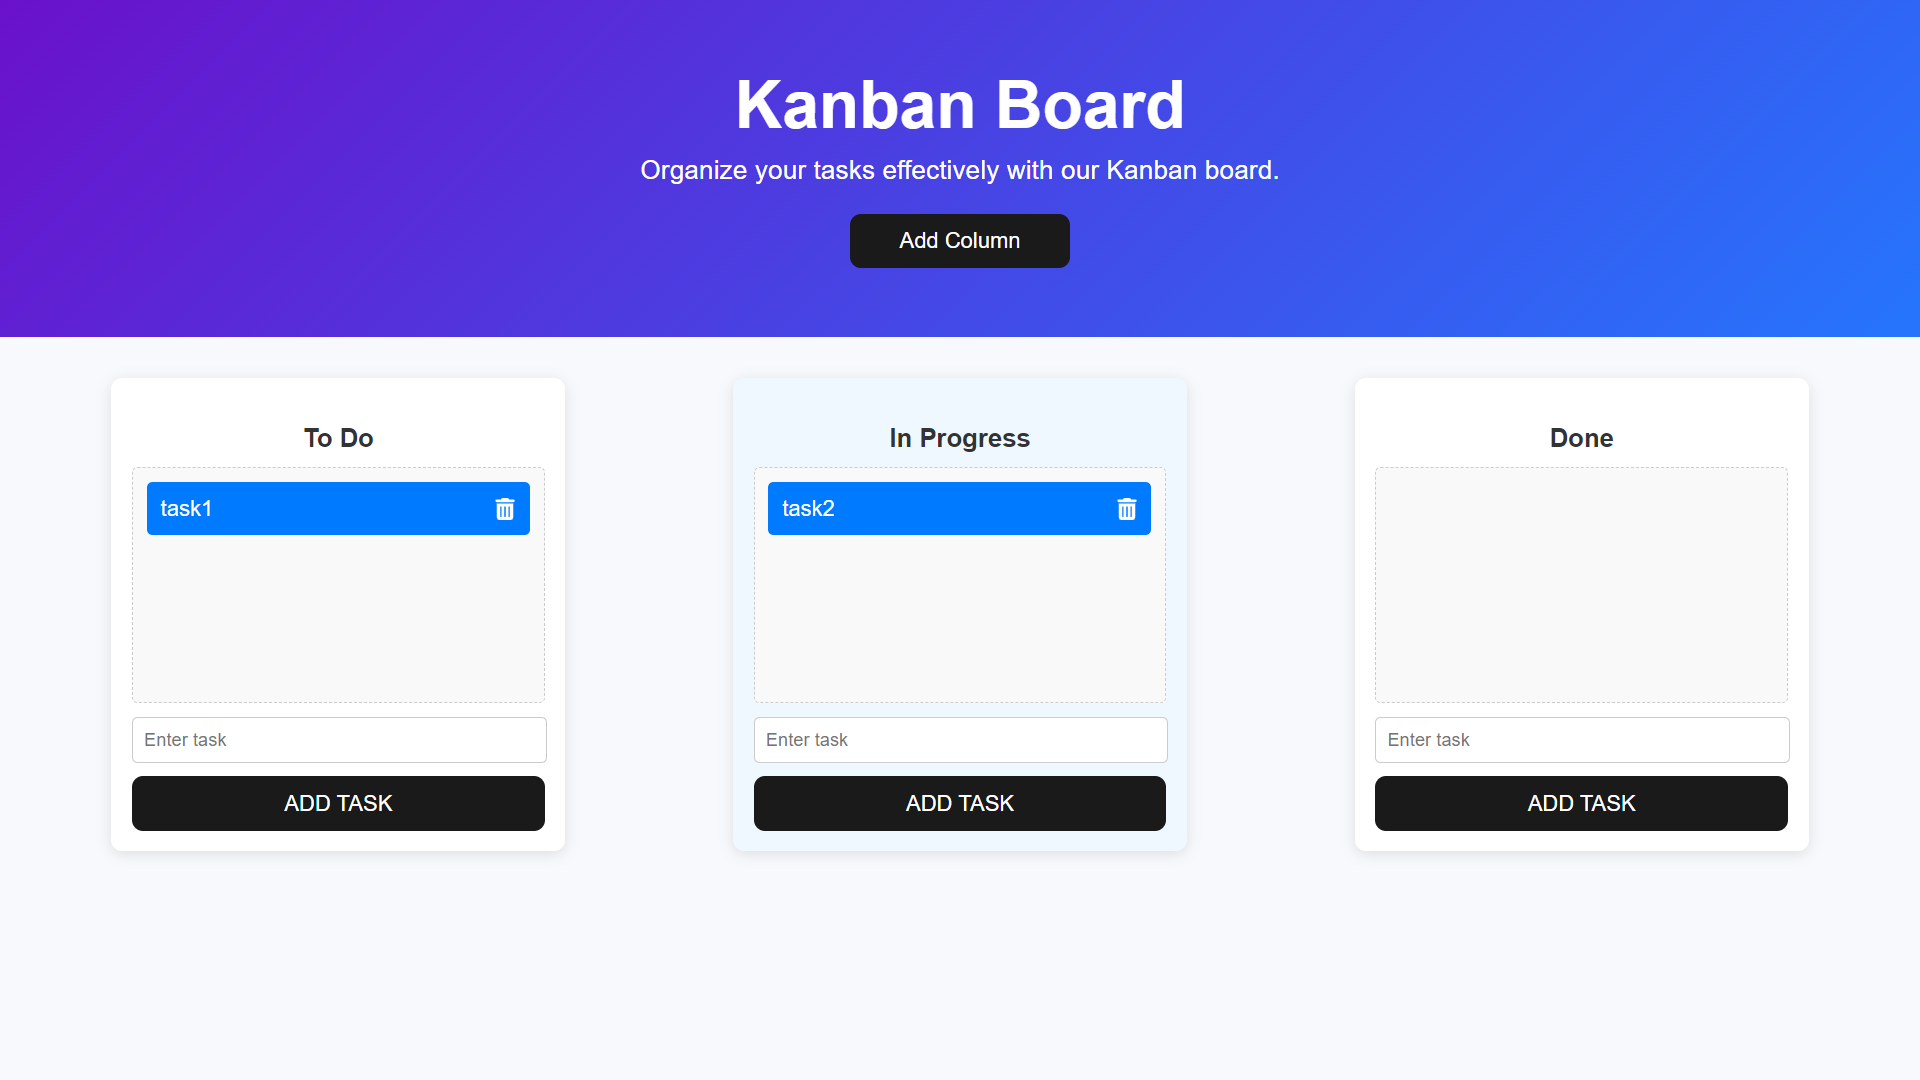 Kanban Board
Organize your tasks effectively with our Kanban board.
Add Column
To Do
task1
Enter task
ADD TASK
In Progress
task2
Enter task
ADD TASK
Done
Enter task
ADD TASK